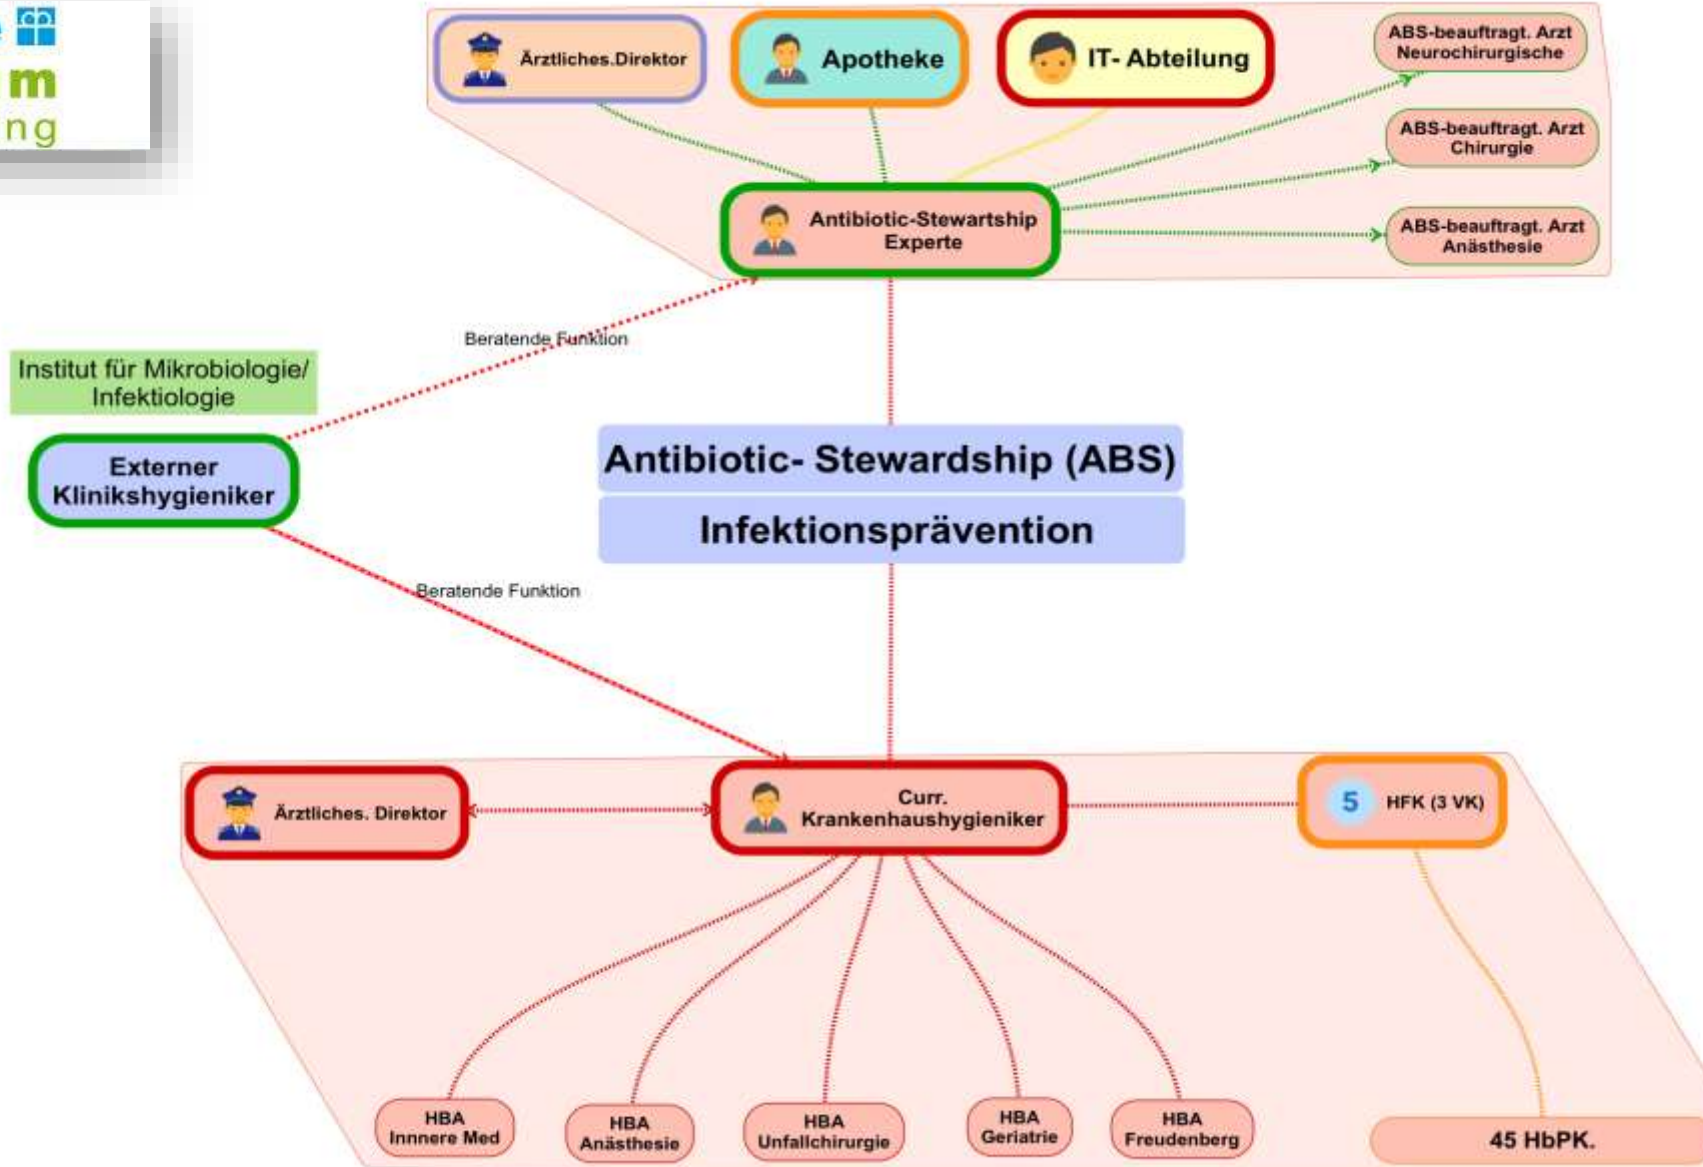 m
ng
Ärztliches.Direktor
Apotheke
IT- Abteilung
ABS-beauftragt. Arzt
Neurochirurgische
ABS-beauftragt. Arzt
Chirurgie
ABS-beauftragt. Arzt
Anästhesie
Antibiotic-Stewartship
Experte
Beratende Funktion
Institut für Mikrobiologie/
Infektiologie
Externer
Klinikshygieniker
Antibiotic- Stewardship (ABS)
Infektionsprävention
Beratende Funktion
Ärztliches. Direktor
Curr.
Krankenhaushygieniker
5 HFK (3 VK)
HBA
Innnere Med
HBA
Anästhesie
HBA
Unfallchirurgie
HBA
Geriatrie
HBA
Freudenberg
45 HbPK.